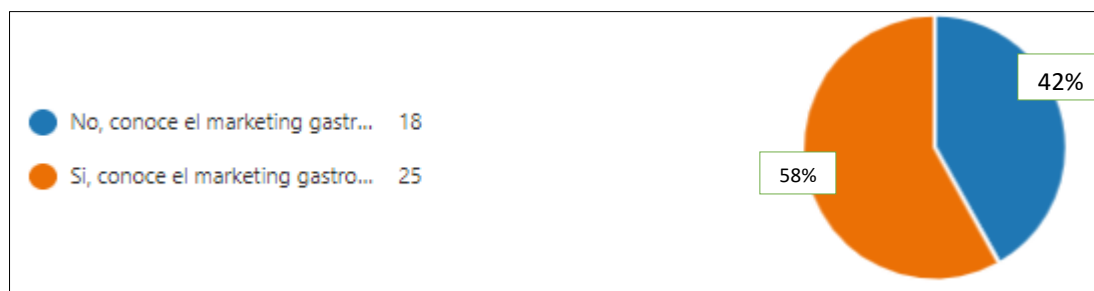 No, conoce el marketing gastr... 18
Si, conoce el marketing gastro... 25
42%
58%